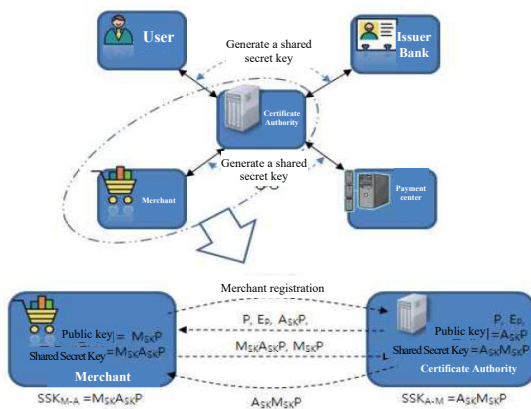 User
Issuer
Bank
Generate a shared
secret key
Certificate
Authority
Generate a shared
secret key
Merchant
Payment
center
Merchant registration
P, Ep, AskP,
MskAskP, MskP
AskMskP
Public key = MskP
Shared Secret Key=MskAskP
Merchant
P, Ep,
Public key =AskP
Shared Secret Key=AskMskP
Certificate Authority
SSKM-A =MskAskP
SSKA-M =AskMskP